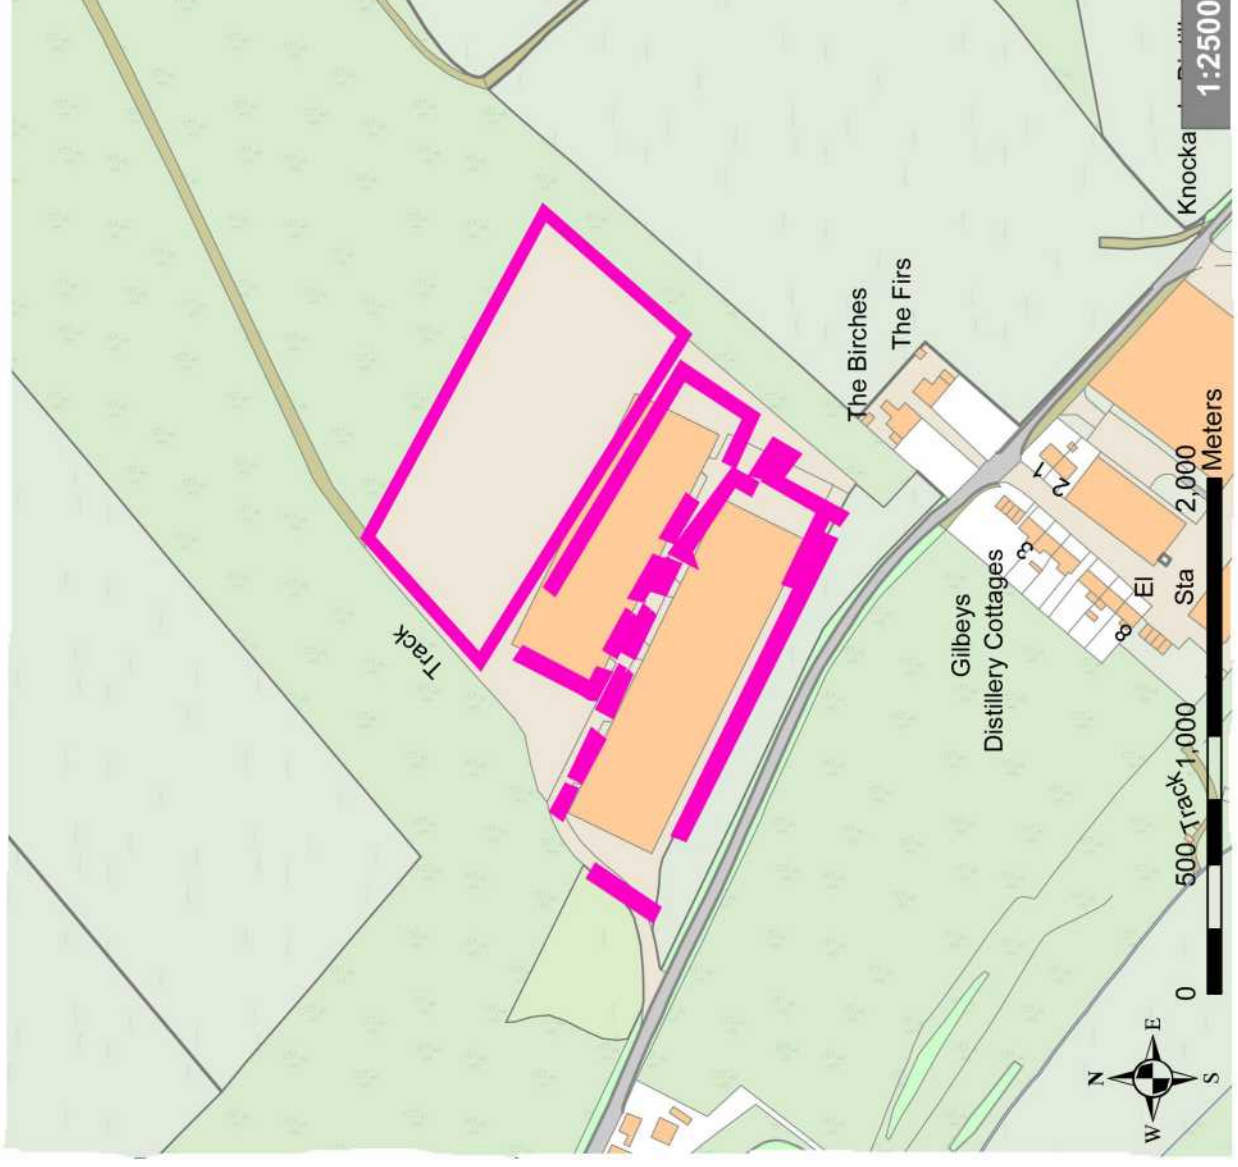 1:2500
Knocka
Track
The Birches
The Firs
1
2
3
8
Gilbeys
Distillery Cottages
El
Sta
Track
0
500
1,000
2,000
Meters
N
W
E
S